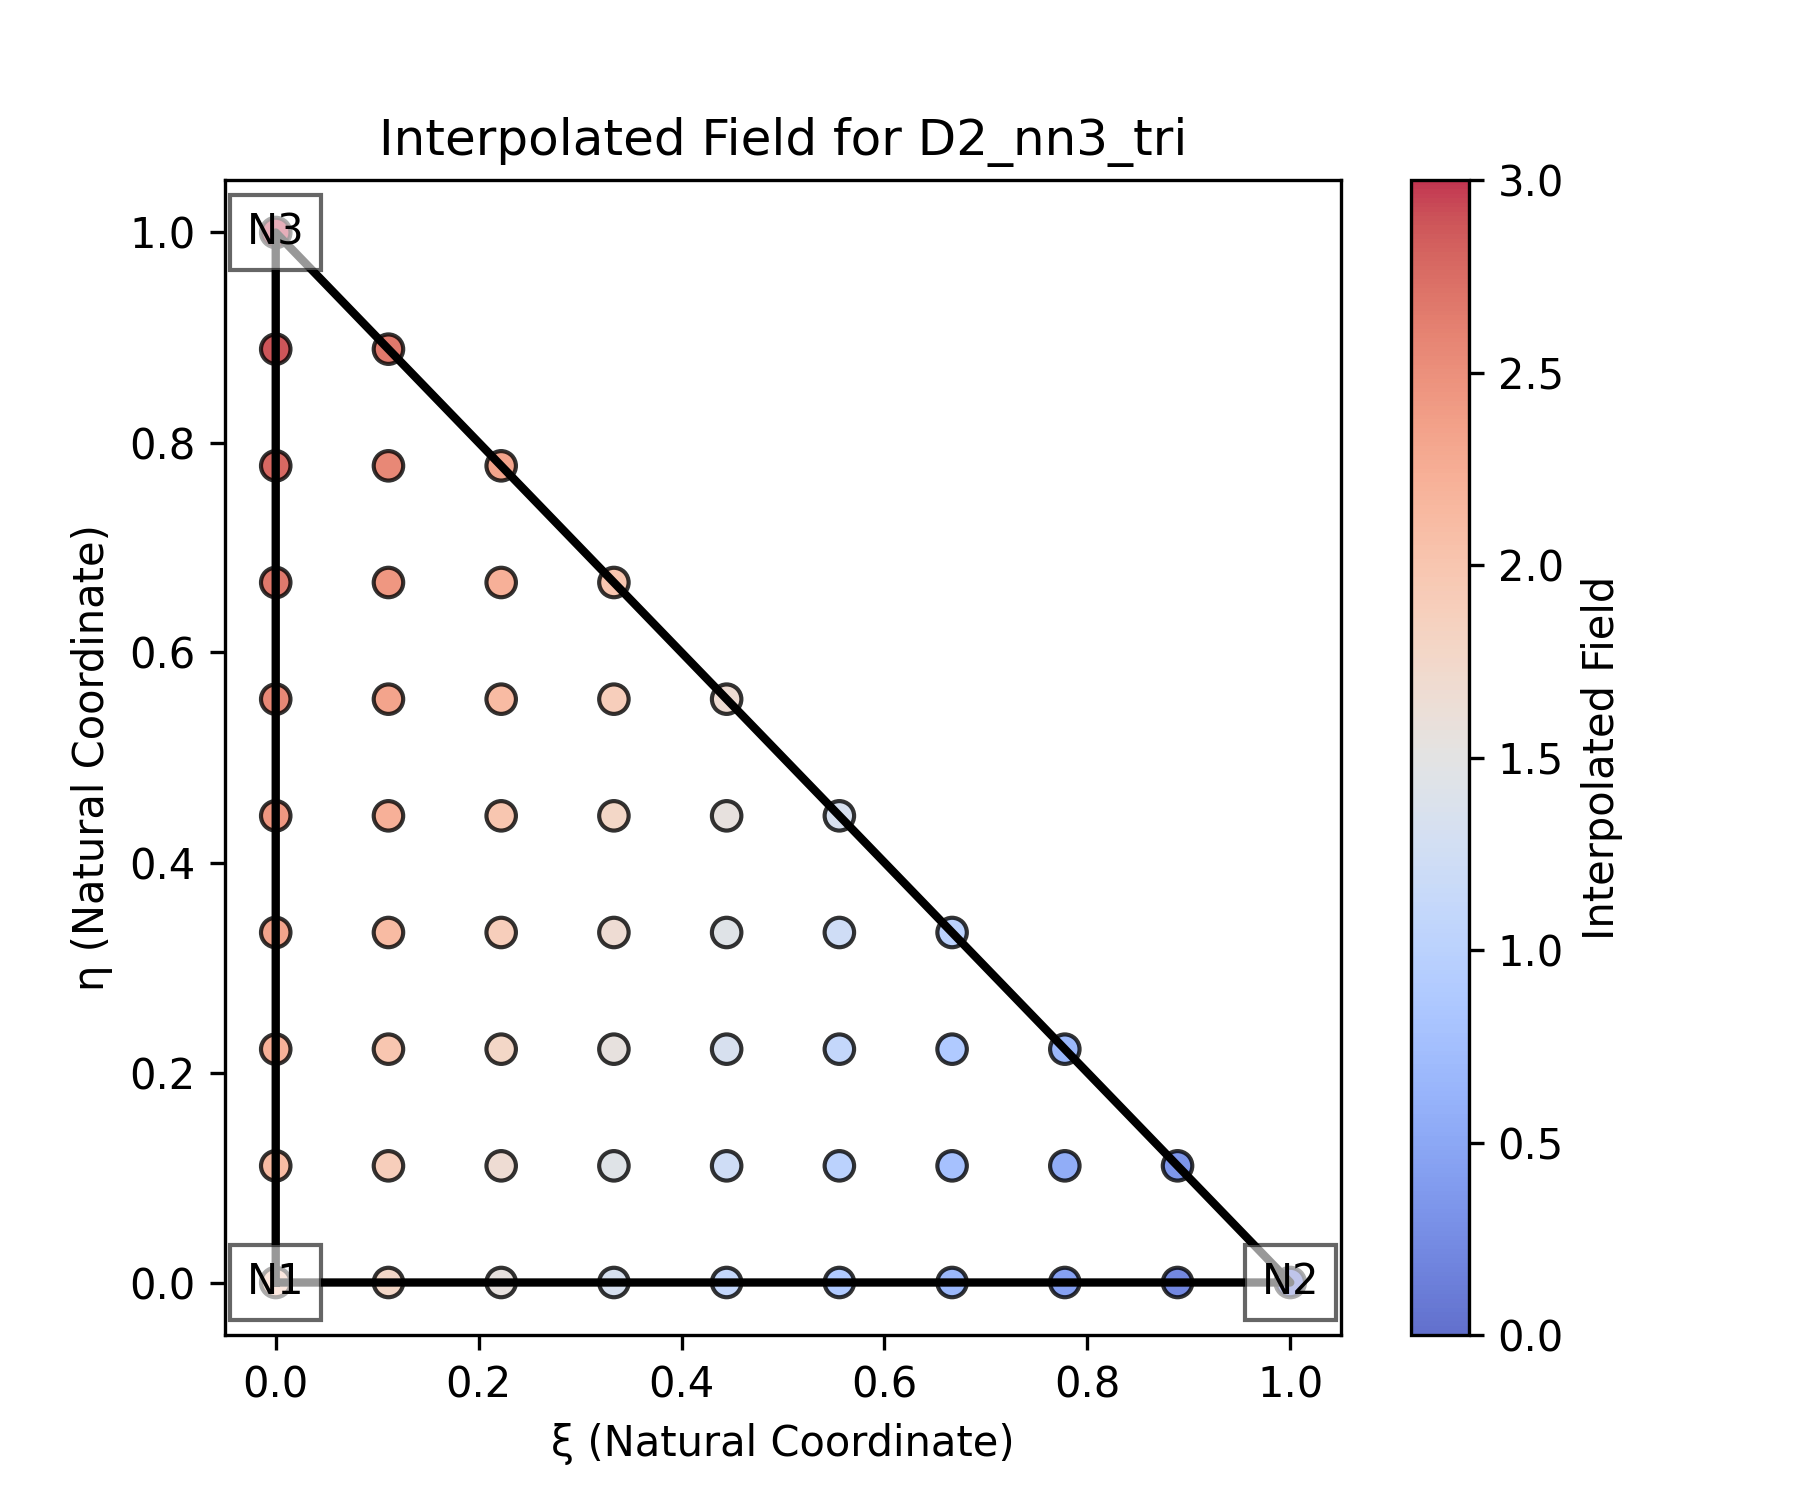 Interpolated Field for D2_nn3_tri
N3
N1
N2
1.0
0.8
0.6
0.4
0.2
0.0
η (Natural Coordinate)
0.0 0.2 0.4 0.6 0.8 1.0
ξ (Natural Coordinate)
3.0
2.5
2.0
1.5
1.0
0.5
0.0
Interpolated Field